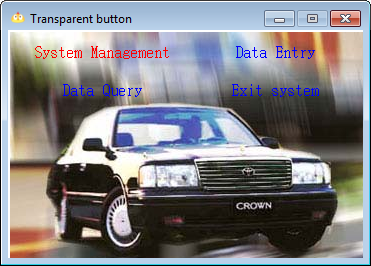 Transparent button
System Management Data Entry
Data Query Exit system
CROWN